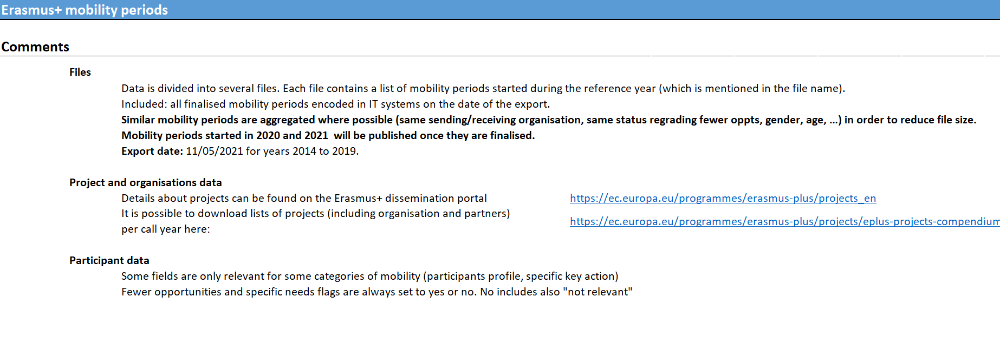 Erasmus+ mobility periods
Comments
Files
Data is divided into several files. Each file contains a list of mobility periods started during the reference year (which is mentioned in the file name).
Included: all finalised mobility periods encoded in IT systems on the date of the export.
Similar mobility periods are aggregated where possible (same sending/receiving organisation, same status regrading fewer oppts, gender, age, ...) in order to reduce file size.
Mobility periods started in 2020 and 2021  will be published once they are finalised.
Export date: 11/05/2021 for years 2014 to 2019.
Project and organisations data
Details about projects can be found on the Erasmus+ dissemination portal https://ec.europa.eu/programmes/erasmus-plus/projects_en
It is possible to download lists of projects (including organisation and partners)
per call year here: https://ec.europa.eu/programmes/erasmus-plus/projects/eplus-projects-compendium
Participant data
Some fields are only relevant for some categories of mobility (participants profile, specific key action)
Fewer opportunities and specific needs flags are always set to yes or no. No includes also "not relevant"